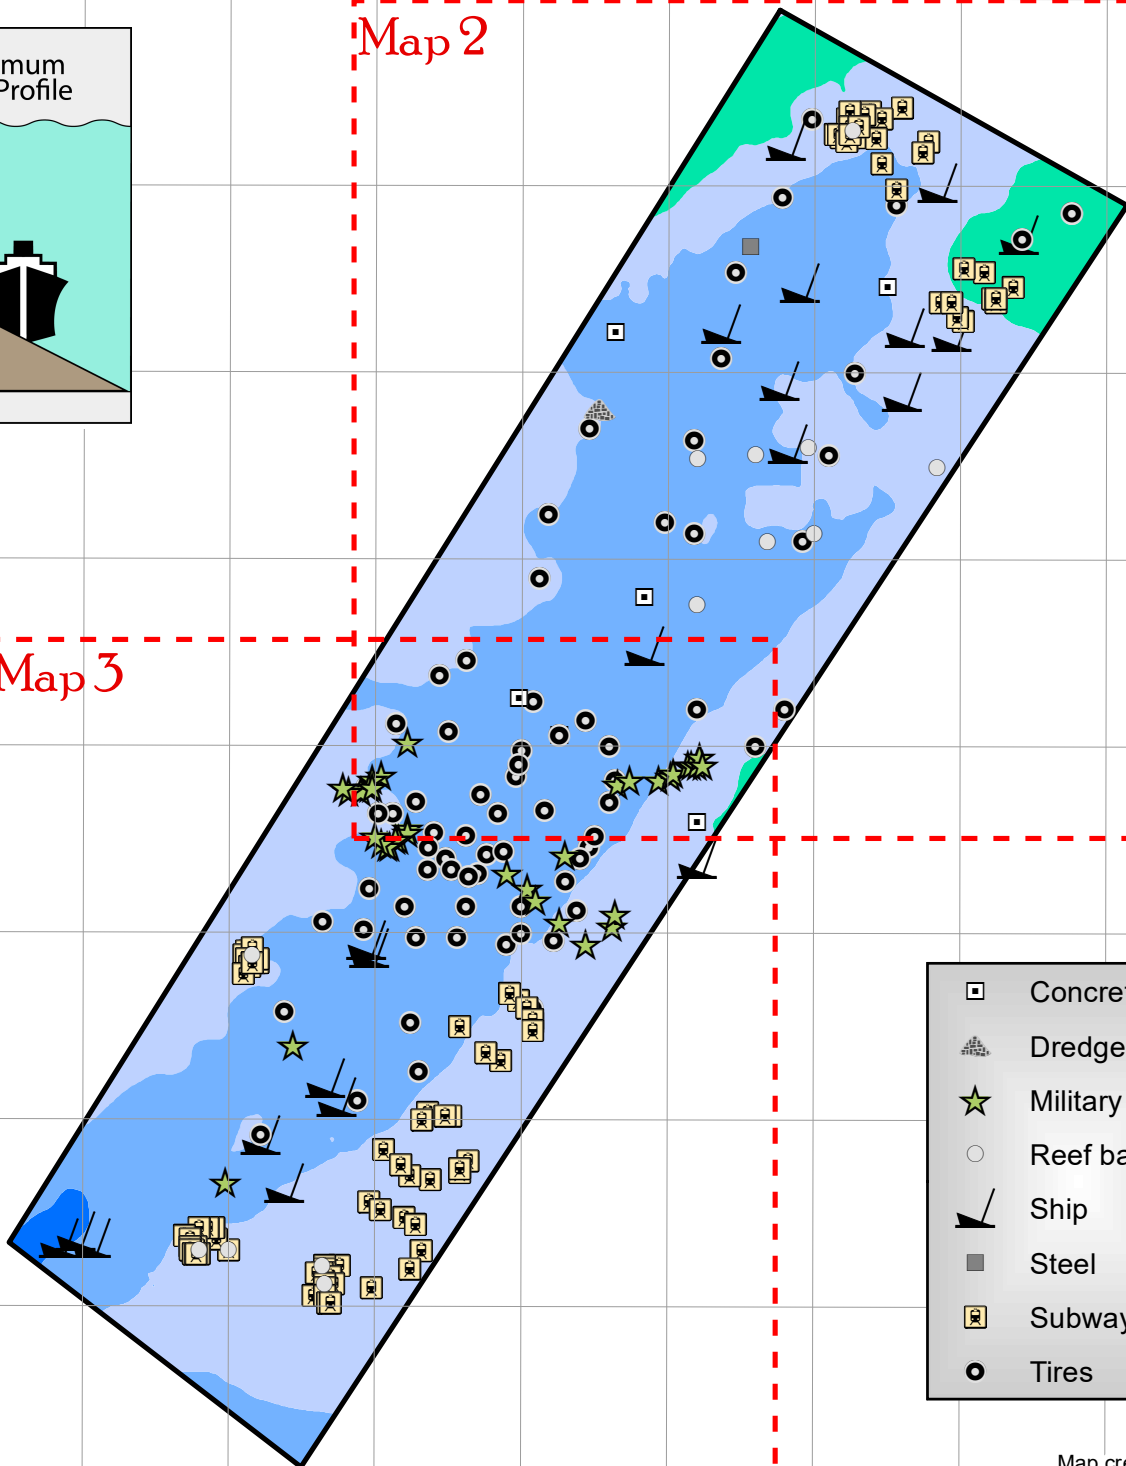 mum
Profile
Map 2
Map 3
Concre
Dredge
Military
Reef ba
Ship
Steel
Subway
Tires
Map cre